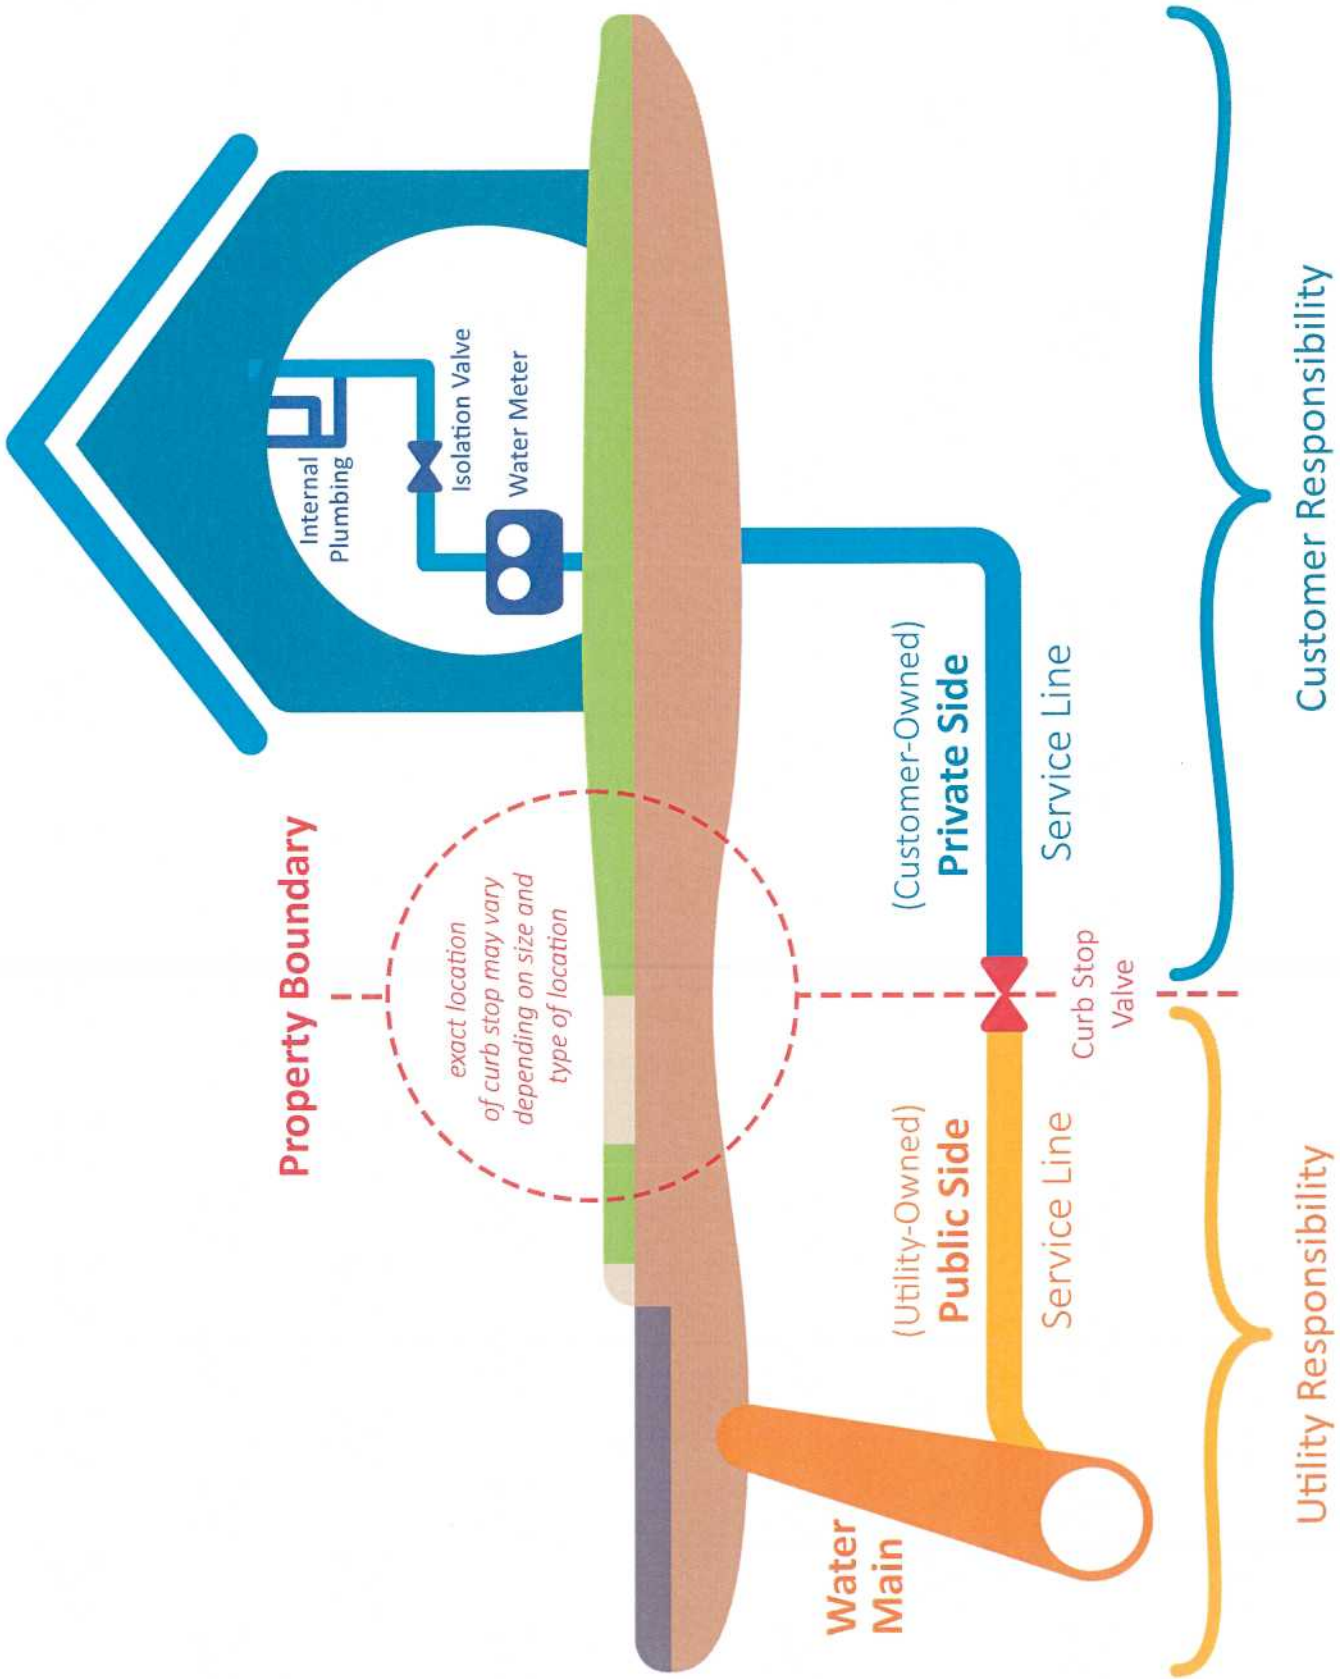 Property Boundary
Internal
Plumbing
exact location
of curb stop may vary
depending on size and
type of location
Isolation Valve
Water Meter
Water
Main
(Utility-Owned)
Public Side
Service Line
(Customer-Owned)
Private Side
Service Line
Curb Stop
Valve
Utility Responsibility
Customer Responsibility